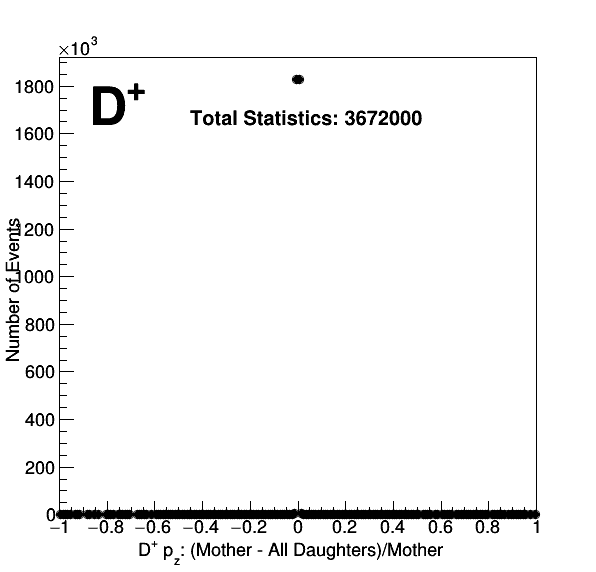 ×10³
D⁺
Total Statistics: 3672000
1800
1600
1400
1200
1000
800
600
400
200
0
Number of Events
−1 −0.8 −0.6 −0.4 −0.2 0 0.2 0.4 0.6 0.8 1
D⁺ p_z: (Mother - All Daughters)/Mother